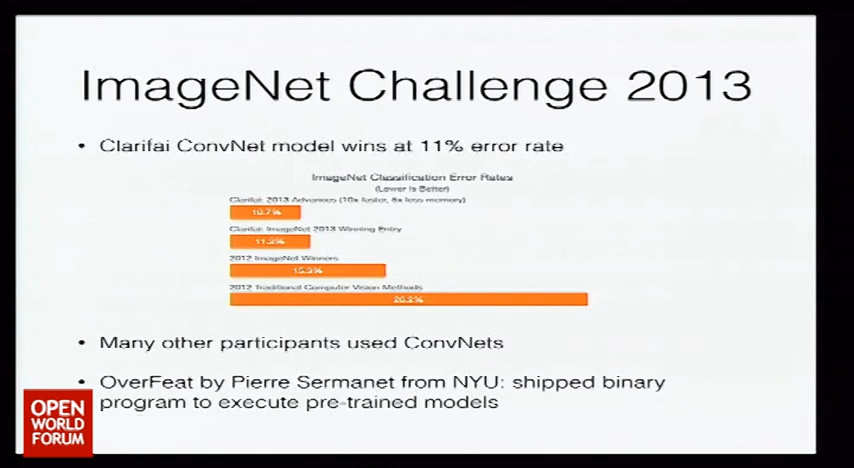 ImageNet Challenge 2013
• Clarifai ConvNet model wins at 11% error rate
ImageNet Classification Error Rates
(Lower Is Better)
Clarifai: 2013 Advances (10x faster, 6x less memory)
10.7%
Clarifai: ImageNet 2013 Winning Entry
11.2%
2012 ImageNet Winners
15.3%
2012 Traditional Computer Vision Methods
26.2%
• Many other participants used ConvNets
• OverFeat by Pierre Sermanet from NYU: shipped binary
program to execute pre-trained models
OPEN
WORLD
FORUM